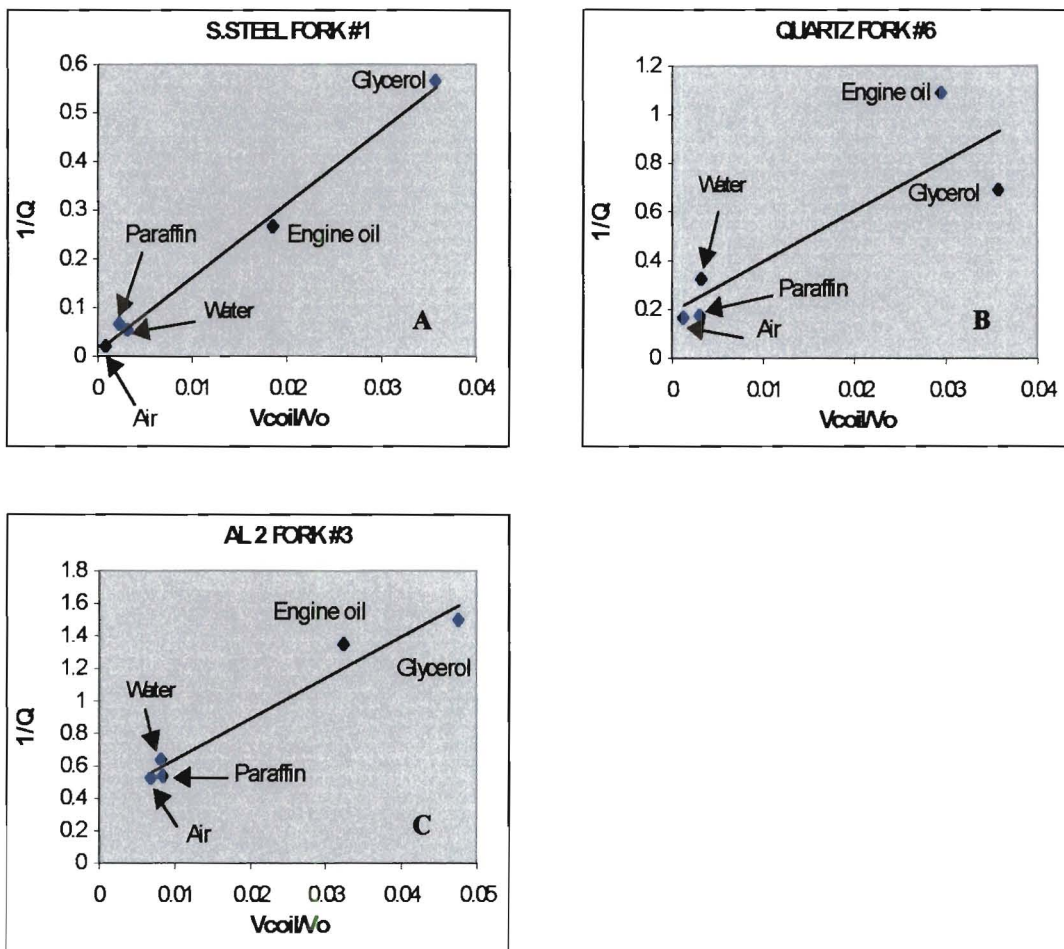 S.STEEL FORK #1
0.6
0.5
0.4
0.3
0.2
0.1
0
1/Q
Glycerol
Engine oil
Paraffin
Water
Air
A
0 0.01 0.02 0.03 0.04
Vcoil/Vo
QUARTZ FORK #6
1.2
1
0.8
0.6
0.4
0.2
0
1/Q
Engine oil
Glycerol
Water
Paraffin
Air
B
0 0.01 0.02 0.03 0.04
Vcoil/Vo
AL 2 FORK #3
1.8
1.6
1.4
1.2
1
0.8
0.6
0.4
0.2
0
1/Q
Engine oil
Glycerol
Water
Paraffin
Air
C
0 0.01 0.02 0.03 0.04 0.05
Vcoil/Vo